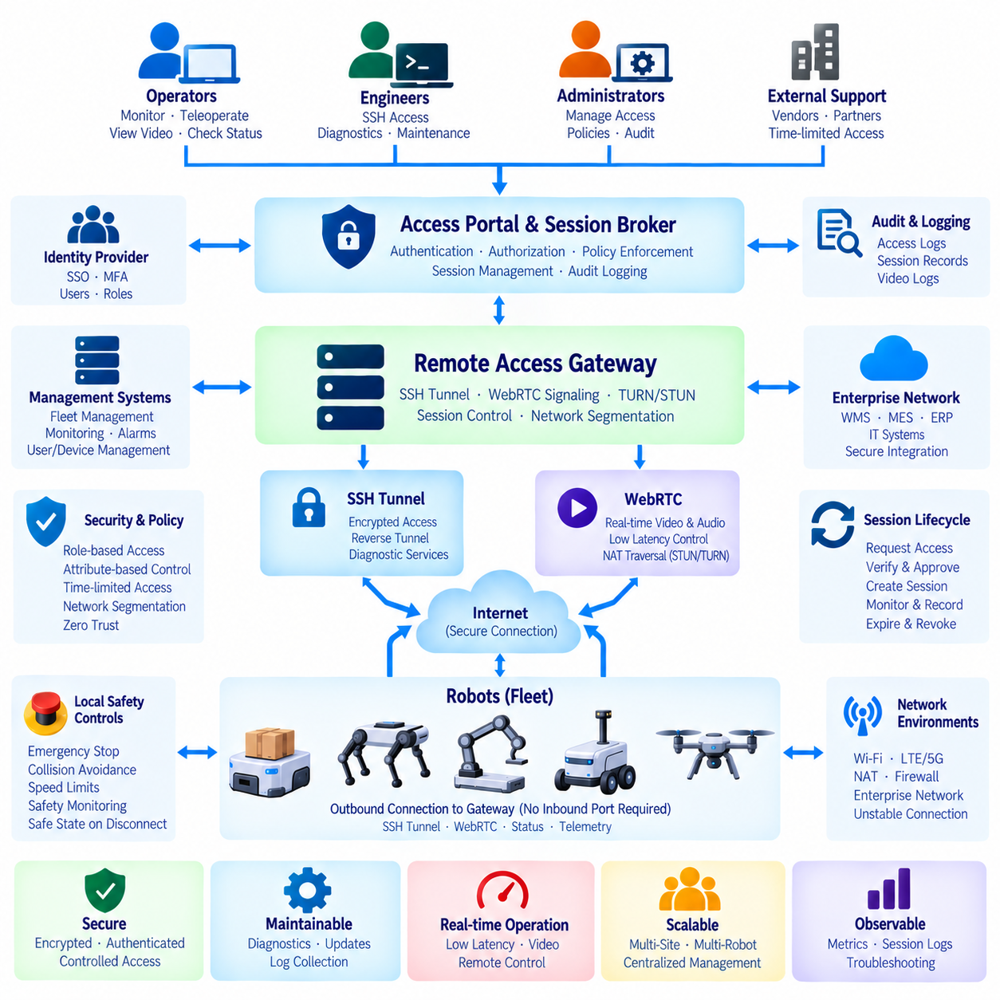 Operators
Monitor · Teleoperate
View Video · Check Status
>_
Engineers
SSH Access
Diagnostics · Maintenance
Administrators
Manage Access
Policies · Audit
External Support
Vendors · Partners
Time-limited Access
Identity Provider
SSO · MFA
Users · Roles
Access Portal & Session Broker
Authentication · Authorization · Policy Enforcement
Session Management · Audit Logging
Audit & Logging
Access Logs
Session Records
Video Logs
Management Systems
Fleet Management
Monitoring · Alarms
User/Device Management
Remote Access Gateway
SSH Tunnel · WebRTC Signaling · TURN/STUN
Session Control · Network Segmentation
Enterprise Network
WMS · MES · ERP
IT Systems
Secure Integration
Security & Policy
Role-based Access
Attribute-based Control
Time-limited Access
Network Segmentation
Zero Trust
SSH Tunnel
Encrypted Access
Reverse Tunnel
Diagnostic Services
WebRTC
Real-time Video & Audio
Low Latency Control
NAT Traversal (STUN/TURN)
Session Lifecycle
Request Access
Verify & Approve
Create Session
Monitor & Record
Expire & Revoke
Internet
(Secure Connection)
Local Safety
Controls
Emergency Stop
Collision Avoidance
Speed Limits
Safety Monitoring
Safe State on Disconnect
Robots (Fleet)
Outbound Connection to Gateway (No Inbound Port Required)
SSH Tunnel · WebRTC · Status · Telemetry
Network
Environments
Wi-Fi · LTE/5G
NAT · Firewall
Enterprise Network
Unstable Connection
Secure
Encrypted · Authenticated
Controlled Access
Maintainable
Diagnostics · Updates
Log Collection
Real-time Operation
Low Latency · Video
Remote Control
Scalable
Multi-Site · Multi-Robot
Centralized Management
Observable
Metrics · Session Logs
Troubleshooting